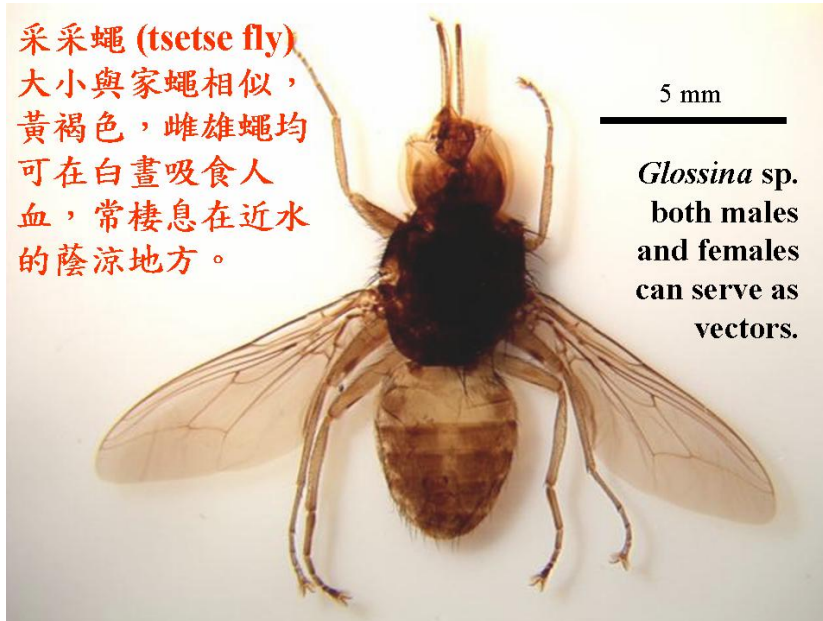 采采蠅 (tsetse fly)
大小與家蠅相似，
黃褐色，雌雄蠅均
可在白晝吸食人
血，常棲息在近水
的蔭涼地方。
5 mm
Glossina sp.
both males
and females
can serve as
vectors.